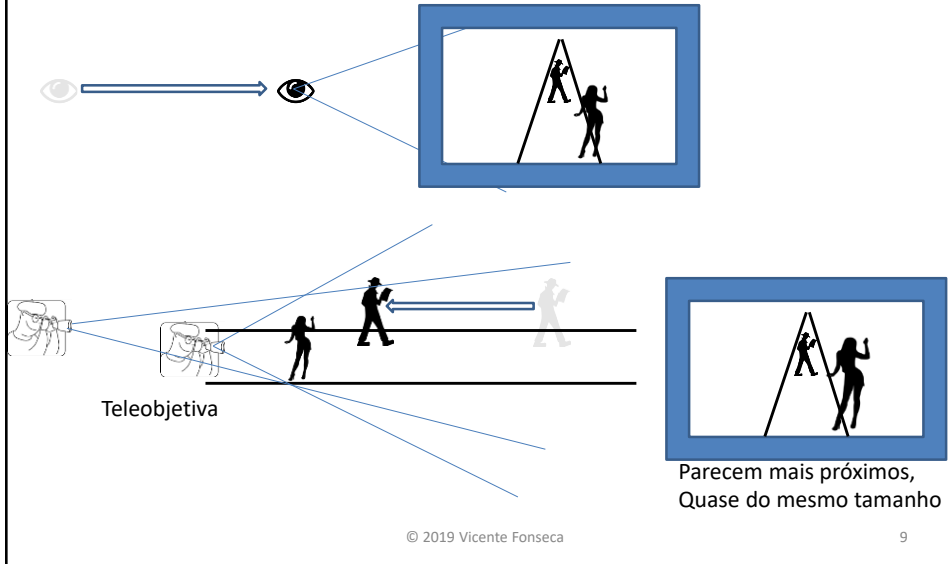 Teleobjetiva
Parecem mais próximos,
Quase do mesmo tamanho
© 2019 Vicente Fonseca
9